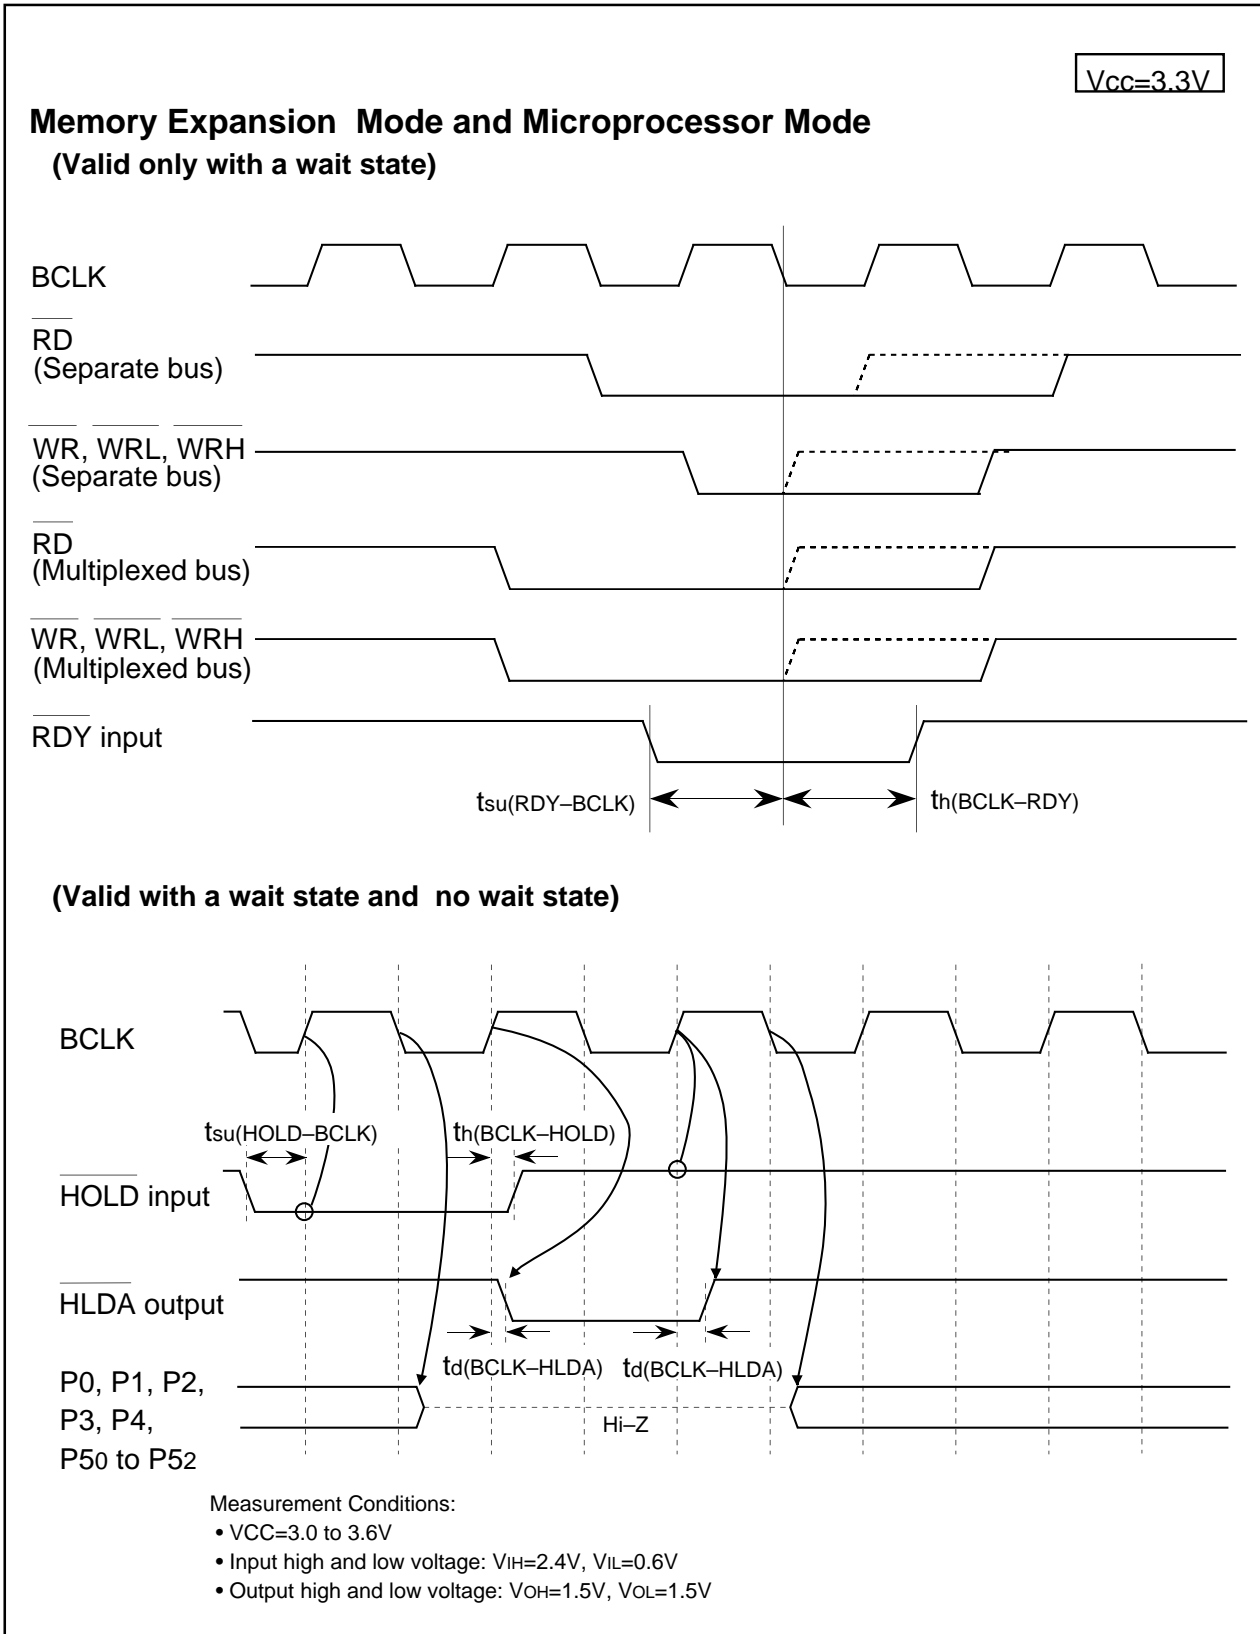 Vcc=3.3V
Memory Expansion Mode and Microprocessor Mode
(Valid only with a wait state)
BCLK
RD
(Separate bus)
WR, WRL, WRH
(Separate bus)
RD
(Multiplexed bus)
WR, WRL, WRH
(Multiplexed bus)
RDY input
tsu(RDY–BCLK)
th(BCLK–RDY)
(Valid with a wait state and no wait state)
BCLK
tsu(HOLD–BCLK)
th(BCLK–HOLD)
HOLD input
HLDA output
td(BCLK–HLDA)
td(BCLK–HLDA)
P0, P1, P2,
P3, P4,
P50 to P52
Hi–Z
Measurement Conditions:
• VCC=3.0 to 3.6V
• Input high and low voltage: VIH=2.4V, VIL=0.6V
• Output high and low voltage: VOH=1.5V, VOL=1.5V